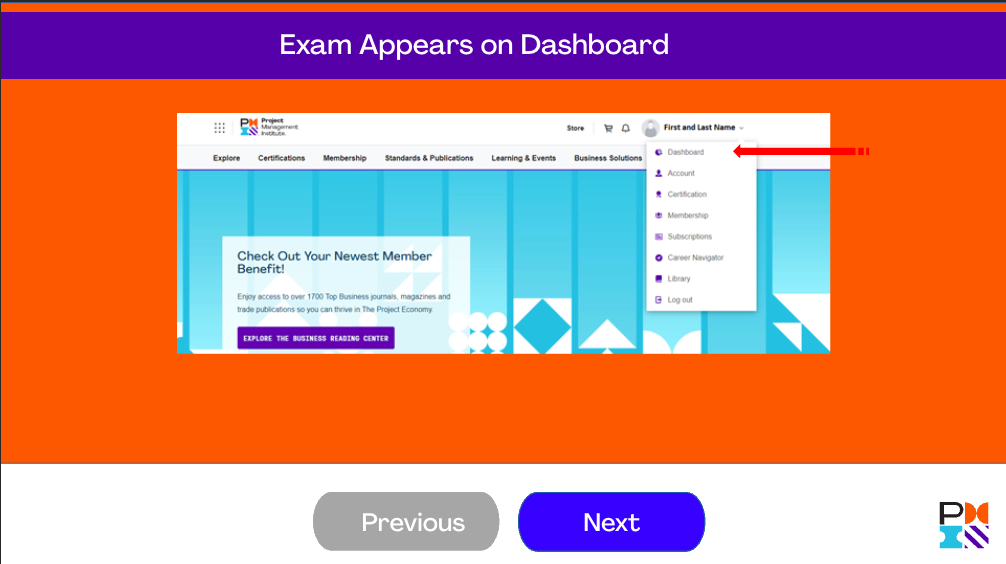 Exam Appears on Dashboard
Project
Management
Institute.
Store
First and Last Name
Explore
Certifications
Membership
Standards & Publications
Learning & Events
Business Solutions
Dashboard
Account
Certification
Membership
Subscriptions
Career Navigator
Library
Log out
Check Out Your Newest Member
Benefit!
Enjoy access to over 1700 Top Business journals, magazines and
trade publications so you can thrive in The Project Economy.
EXPLORE THE BUSINESS READING CENTER
Previous
Next